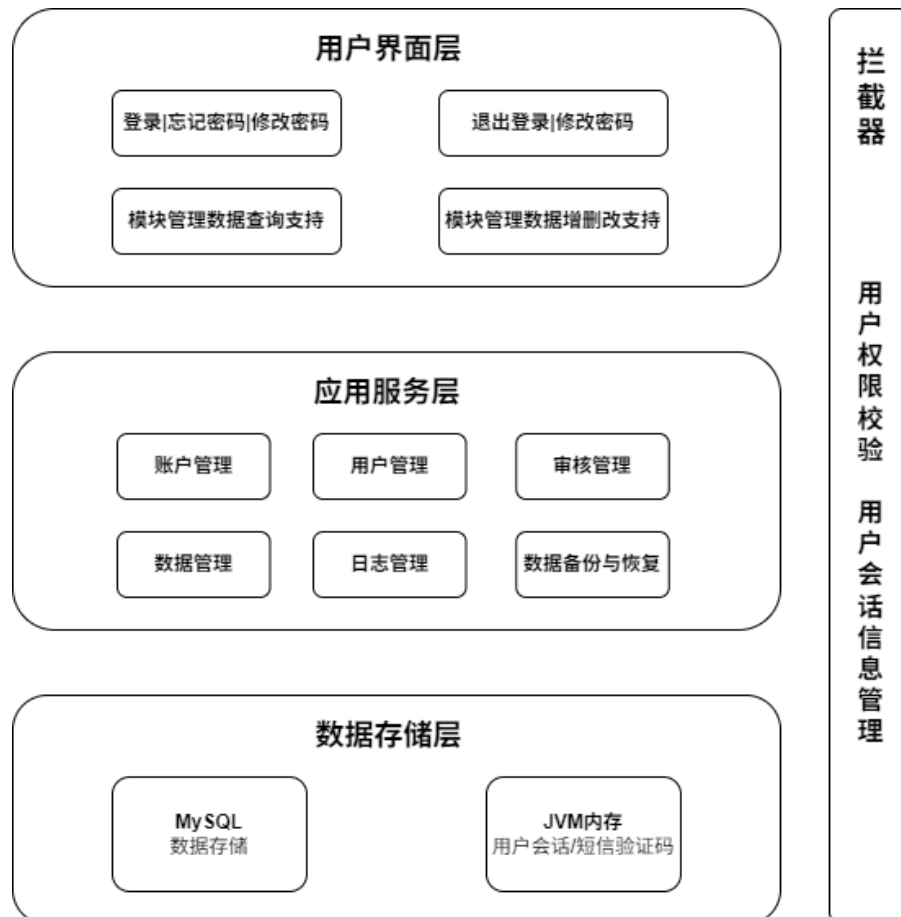 用户界面层
登录|忘记密码|修改密码
退出登录|修改密码
模块管理数据查询支持
模块管理数据增删改支持
应用服务层
账户管理
用户管理
审核管理
数据管理
日志管理
数据备份与恢复
数据存储层
MySQL
数据存储
JVM内存
用户会话/短信验证码
拦截器
用户权限校验
用户会话信息管理